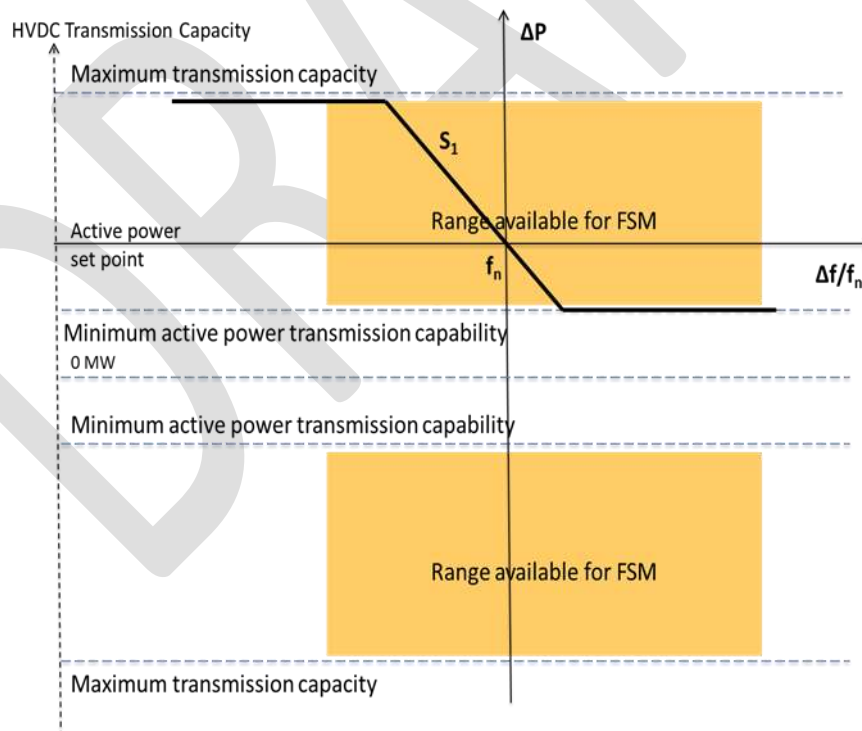 HVDC Transmission Capacity
ΔP
Maximum transmission capacity
S₁
Range available for FSM
Active power
set point
fₙ
Δf/fₙ
Minimum active power transmission capability
0 MW
Minimum active power transmission capability
Range available for FSM
Maximum transmission capacity
DRA